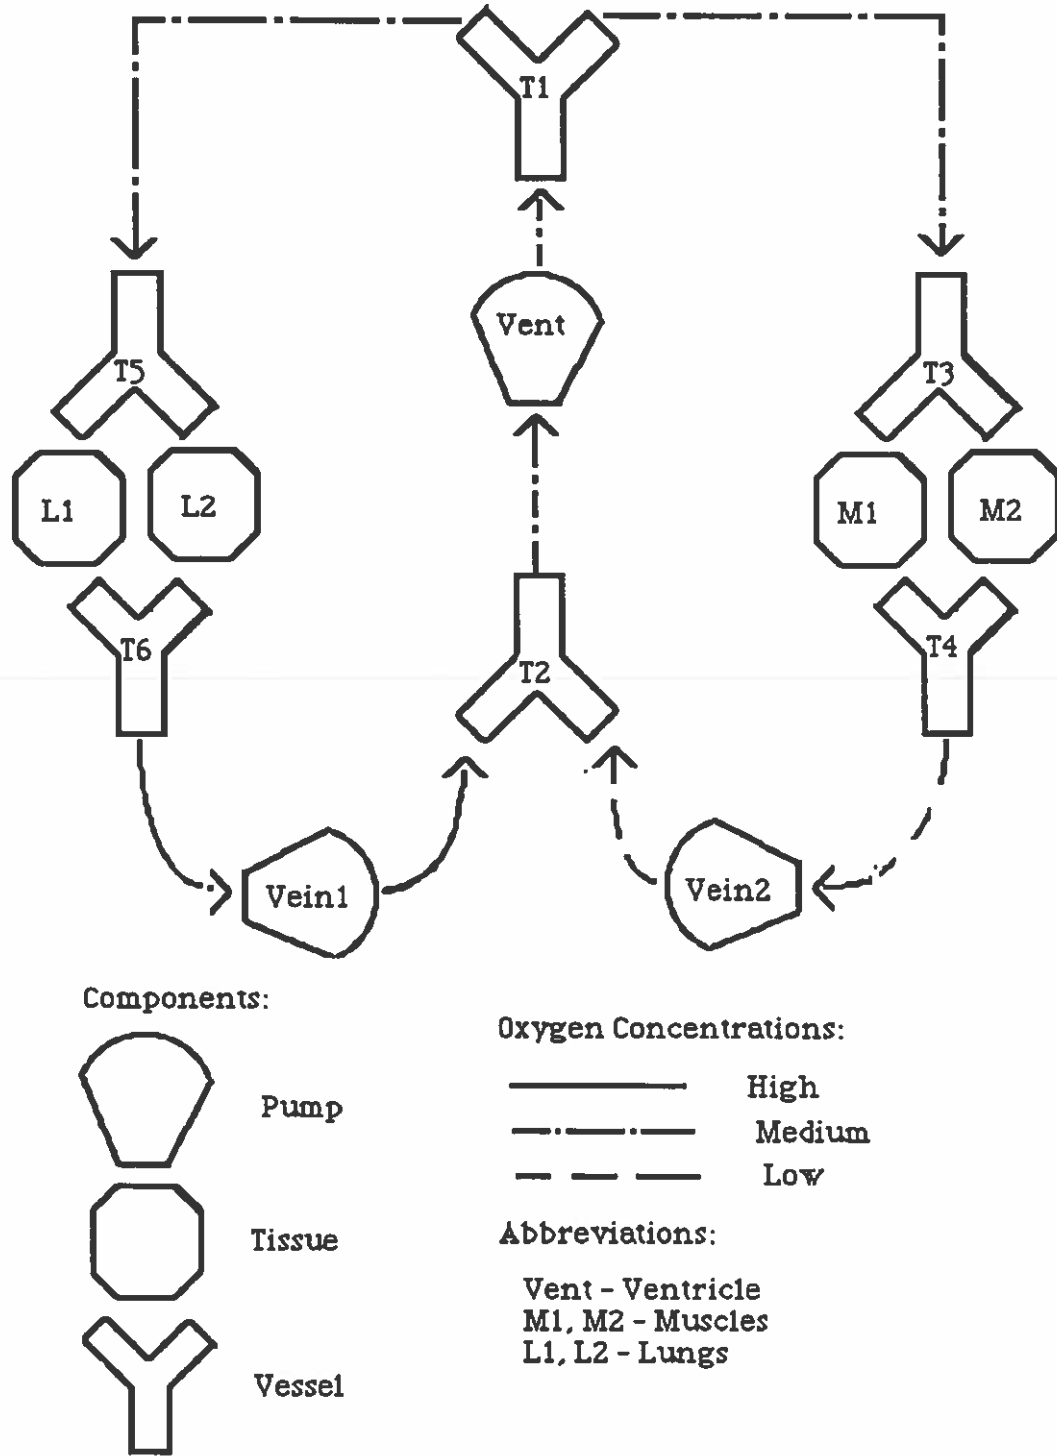 T1
Vent
T5
T3
L1
L2
M1
M2
T6
T2
T4
Vein1
Vein2
Components:
Pump
Tissue
Vessel
Oxygen Concentrations:
High
Medium
Low
Abbreviations:
Vent - Ventricle
M1, M2 - Muscles
L1, L2 - Lungs